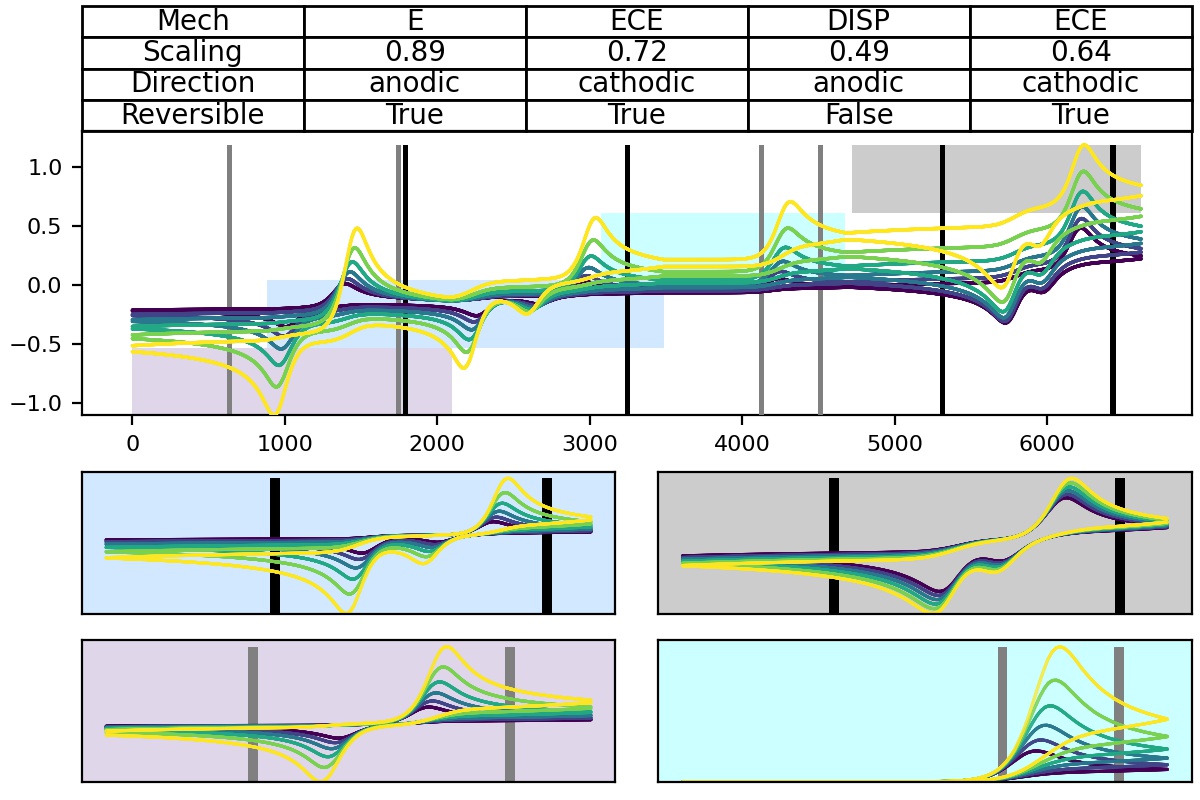 Mech E ECE DISP ECE
Scaling 0.89 0.72 0.49 0.64
Direction anodic cathodic anodic cathodic
Reversible True True False True
1.0
0.5
0.0
−0.5
−1.0
0 1000 2000 3000 4000 5000 6000